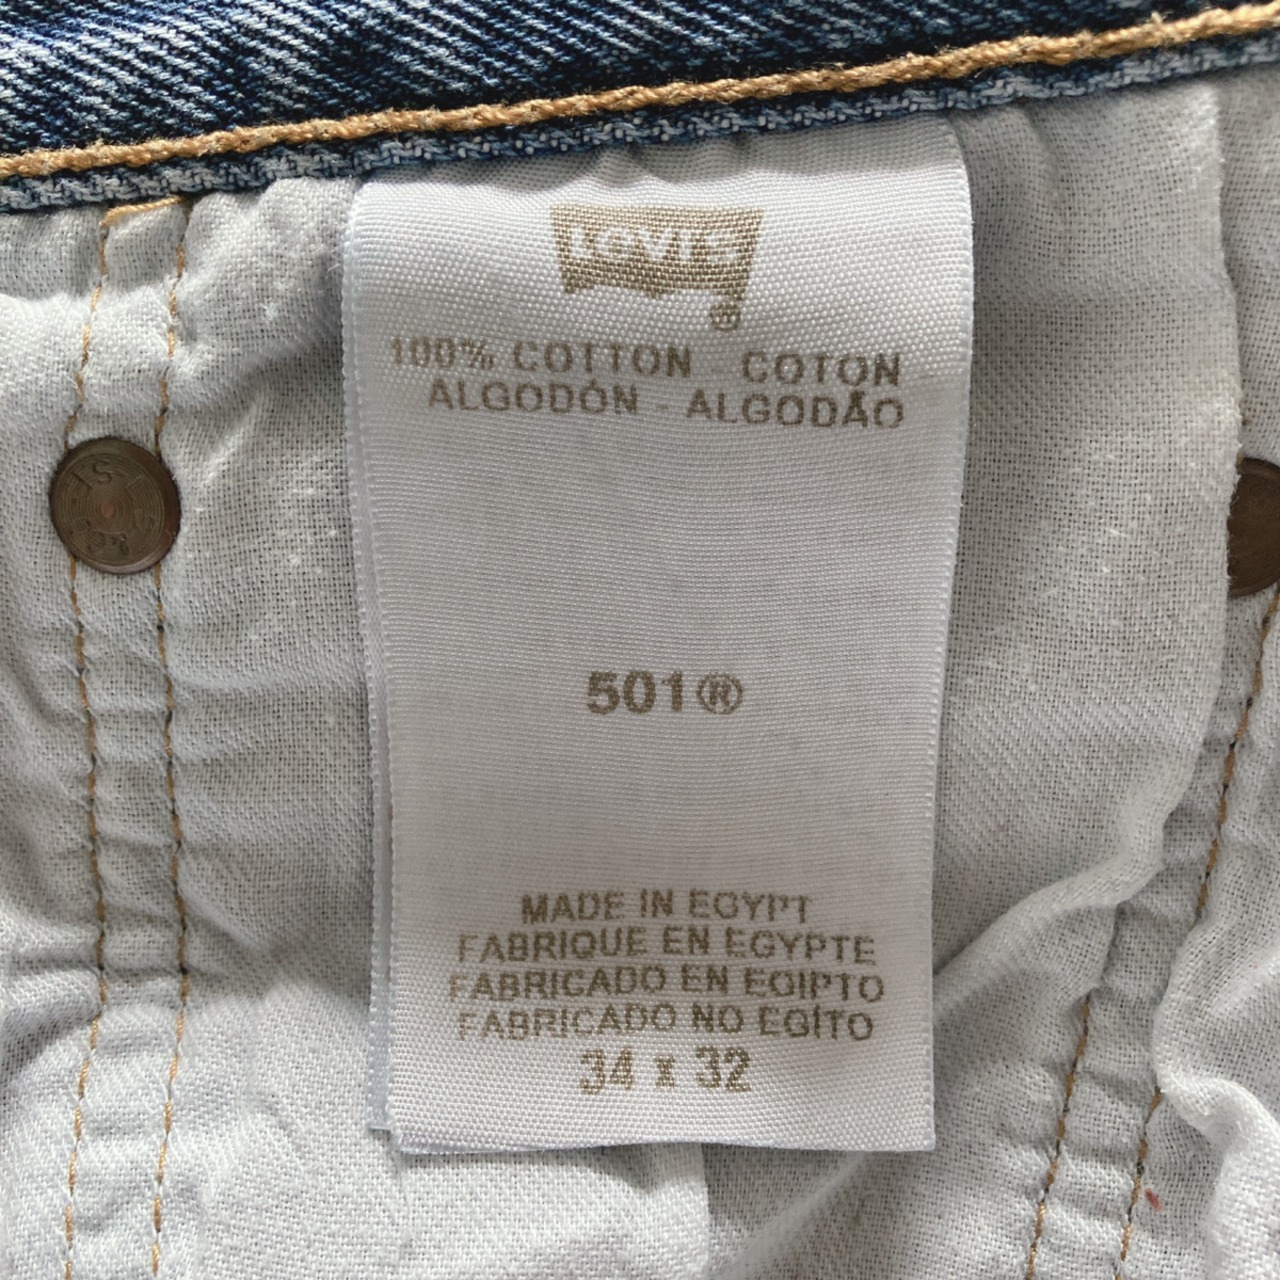 LEVI'S
®
100% COTTON - COTON
ALGODÓN - ALGODÃO
501®
MADE IN EGYPT
FABRIQUE EN EGYPTE
FABRICADO EN EGIPTO
FABRICADO NO EGITO
34 x 32